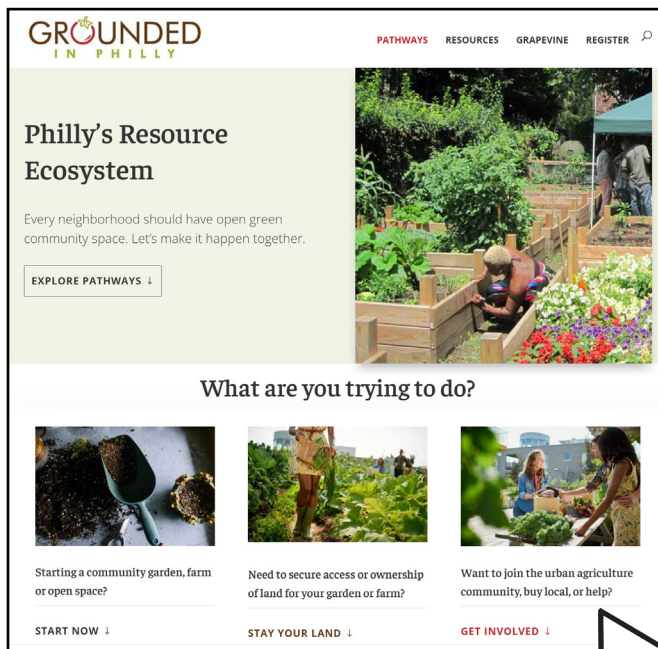 GROUNDED
IN PHILLY
PATHWAYS RESOURCES GRAPEVINE REGISTER
Philly’s Resource
Ecosystem
Every neighborhood should have open green
community space. Let’s make it happen together.
EXPLORE PATHWAYS ↓
What are you trying to do?
Starting a community garden, farm
or open space?
START NOW ↓
Need to secure access or ownership
of land for your garden or farm?
STAY YOUR LAND ↓
Want to join the urban agriculture
community, buy local, or help?
GET INVOLVED ↓